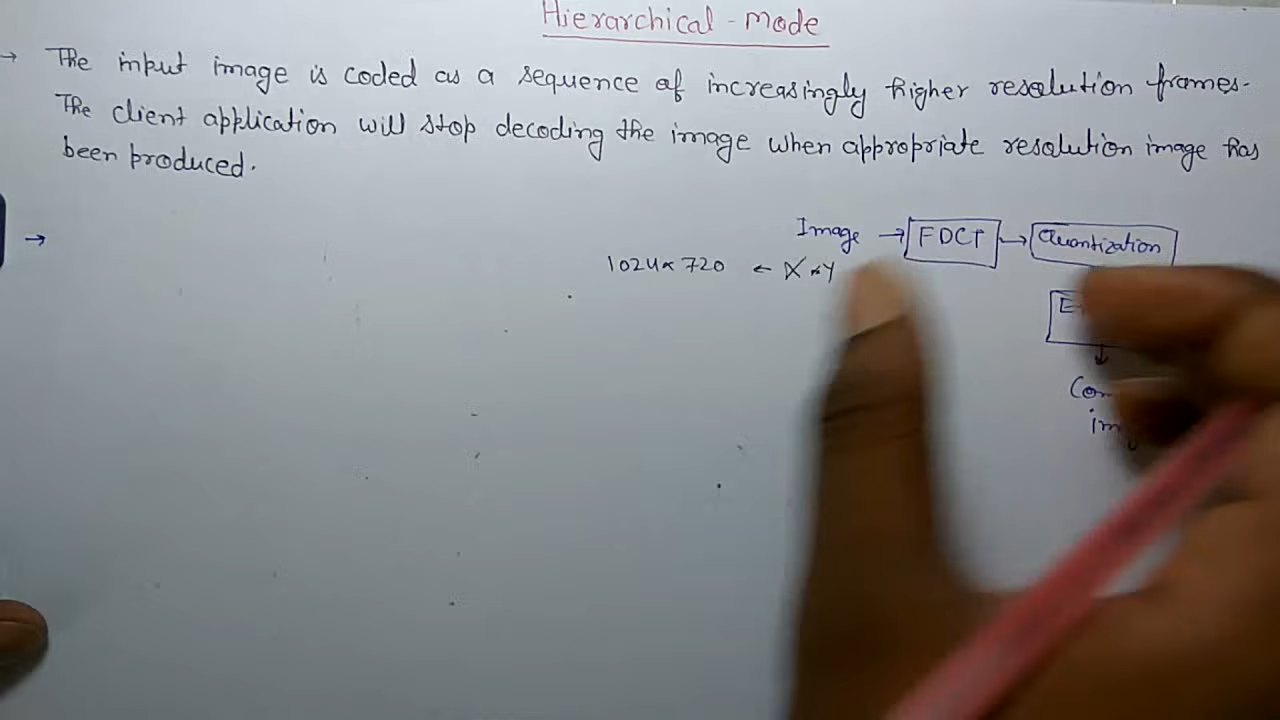 Hierarchical - mode
→ The input image is coded as a sequence of increasingly higher resolution frames.
The client application will stop decoding the image when appropriate resolution image has
been produced.
→ Image → FDCT → Quantization
1024 x 720 ← X x Y